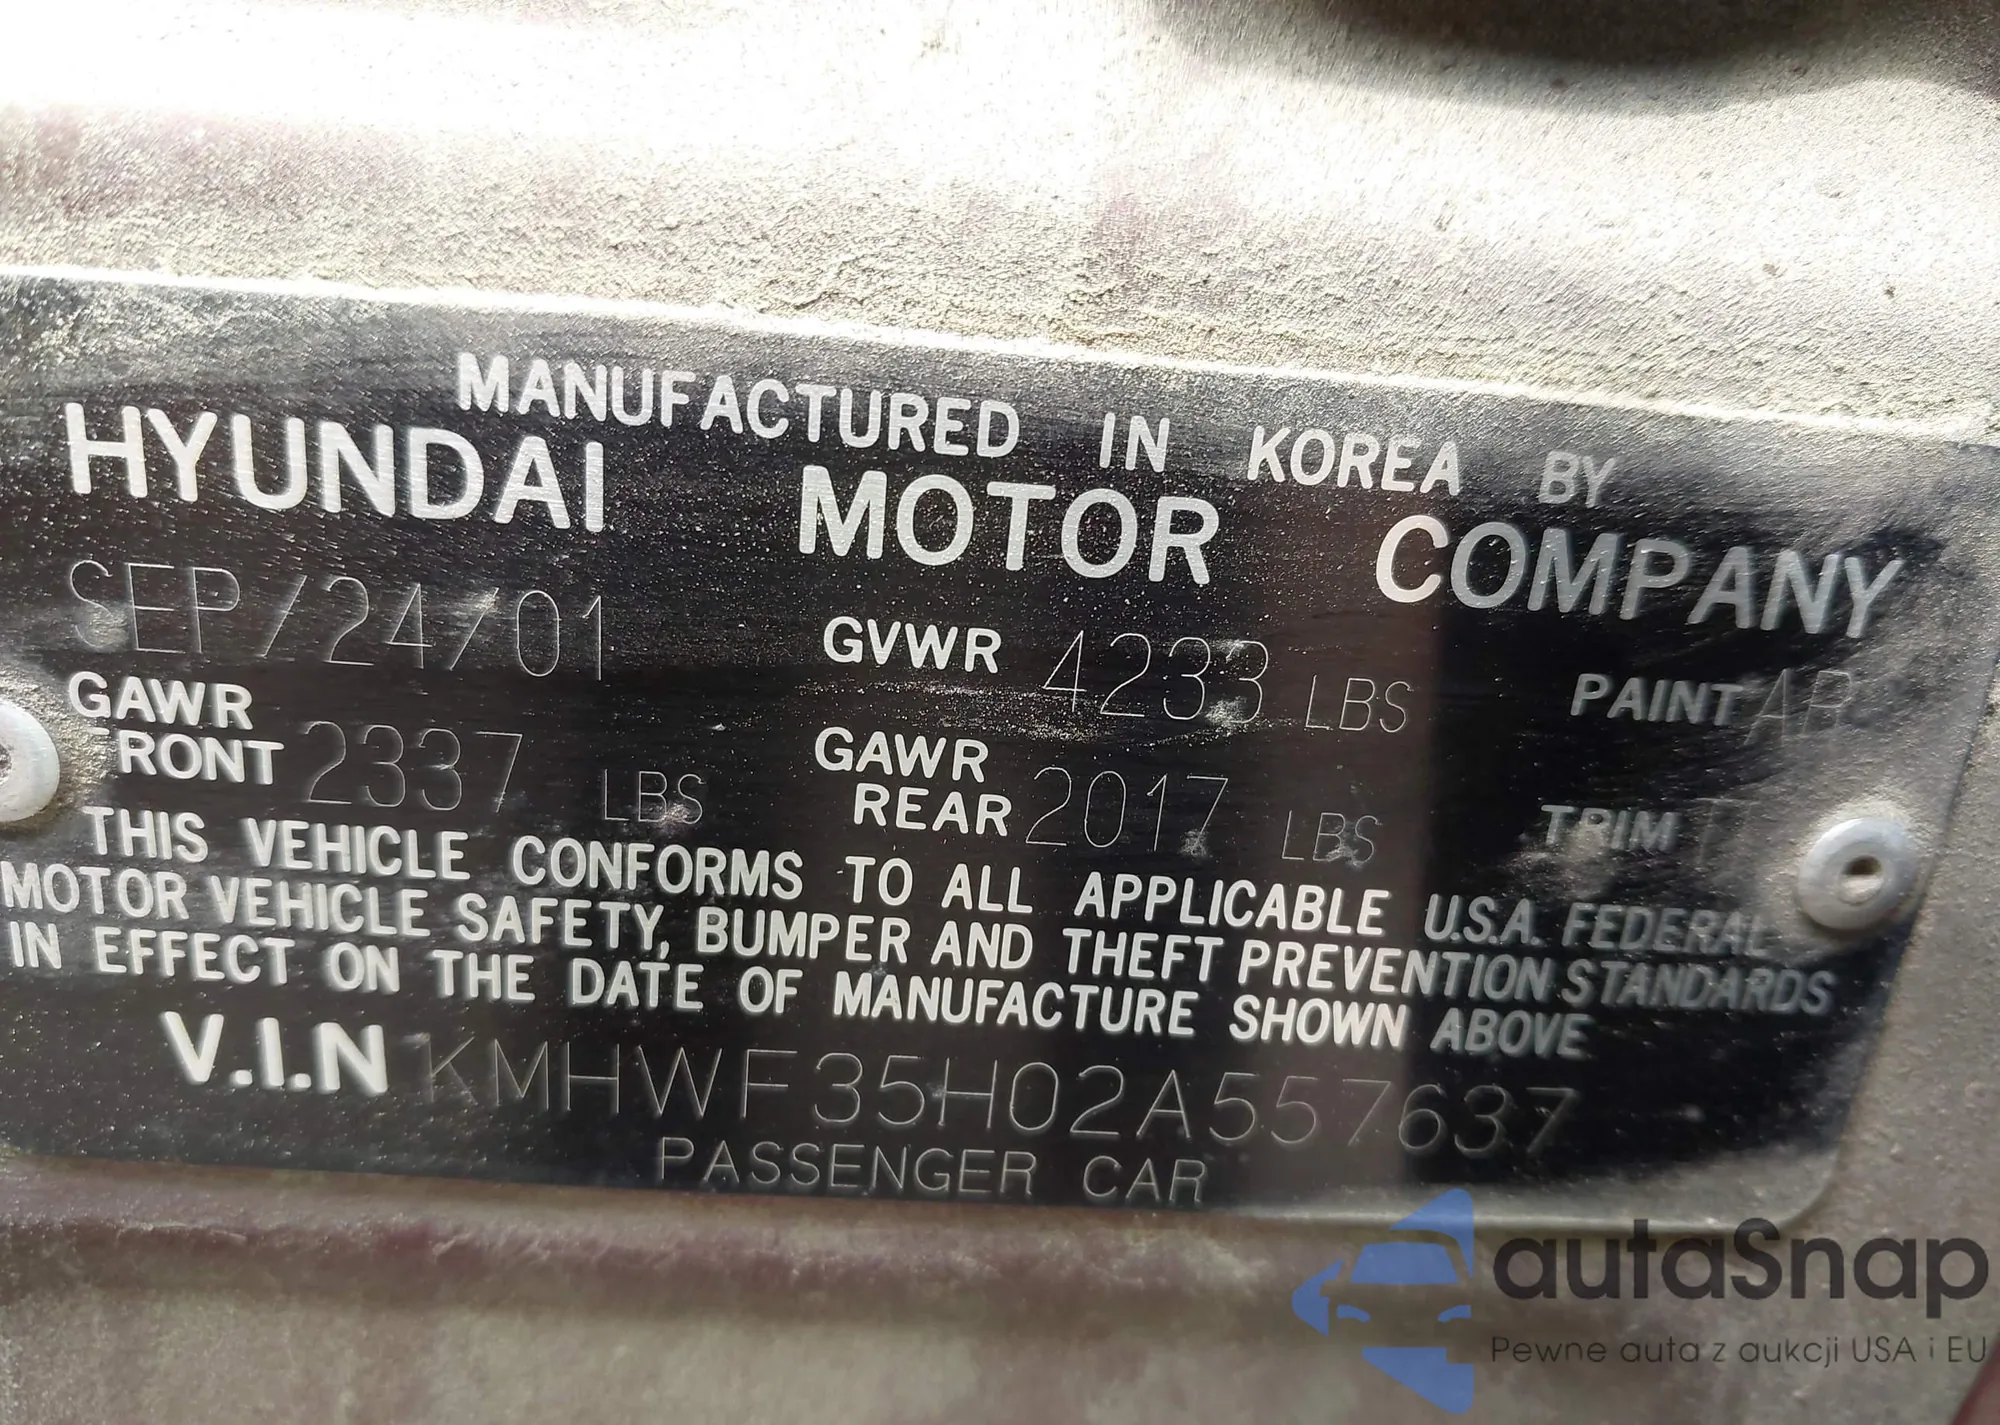 MANUFACTURED IN KOREA BY
HYUNDAI MOTOR COMPANY
SEP/24/01 GVWR 4233 LBS PAINT
GAWR FRONT 2337 LBS GAWR REAR 2017 LBS TRIM
THIS VEHICLE CONFORMS TO ALL APPLICABLE U.S.A. FEDERAL
MOTOR VEHICLE SAFETY, BUMPER AND THEFT PREVENTION STANDARDS
IN EFFECT ON THE DATE OF MANUFACTURE SHOWN ABOVE
V.I.N KMHWF35H02A557637
PASSENGER CAR
autaSnap
Pewne auta z aukcji USA i EU